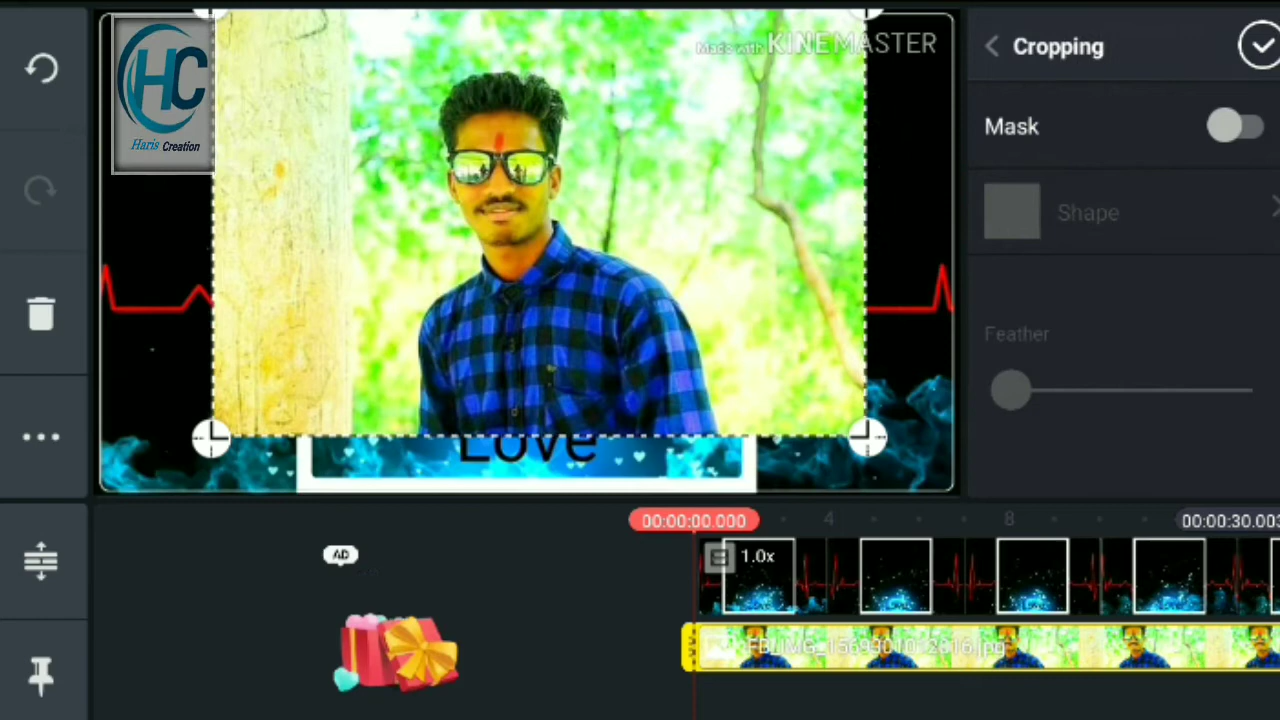 HC
Haris Creation
Made with KINEMASTER
Cropping
Mask
Shape
Feather
Love
00:00:00.000
4
8
00:00:30.003
AD
1.0x